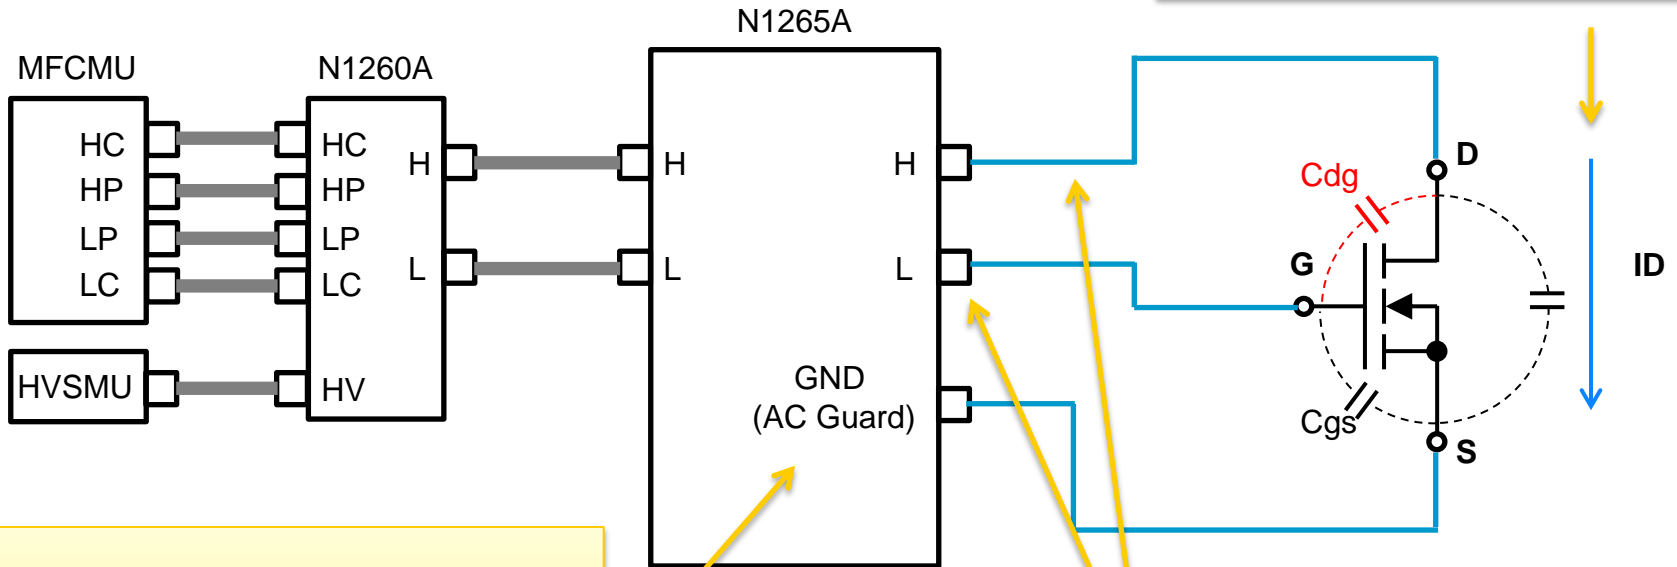 N1265A
MFCMU
N1260A
HC
HP
LP
LC
HC
HP
LP
LC
H
L
H
L
H
L
HVSMU
HV
GND
(AC Guard)
D
Cdg
G
ID
Cgs
S